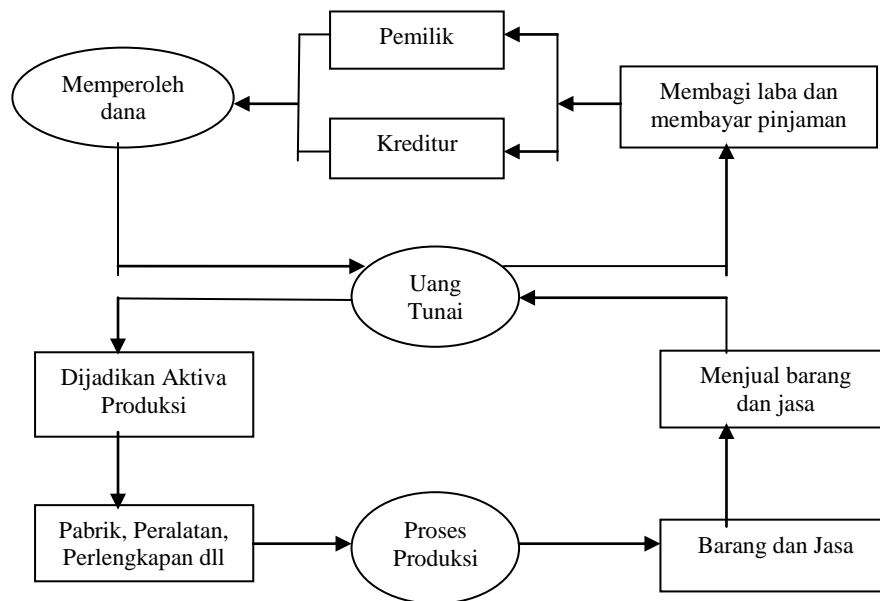 Pemilik
Memperoleh
dana
Membagi laba dan
membayar pinjaman
Kreditur
Uang
Tunai
Dijadikan Aktiva
Produksi
Menjual barang
dan jasa
Pabrik, Peralatan,
Perlengkapan dll
Proses
Produksi
Barang dan Jasa